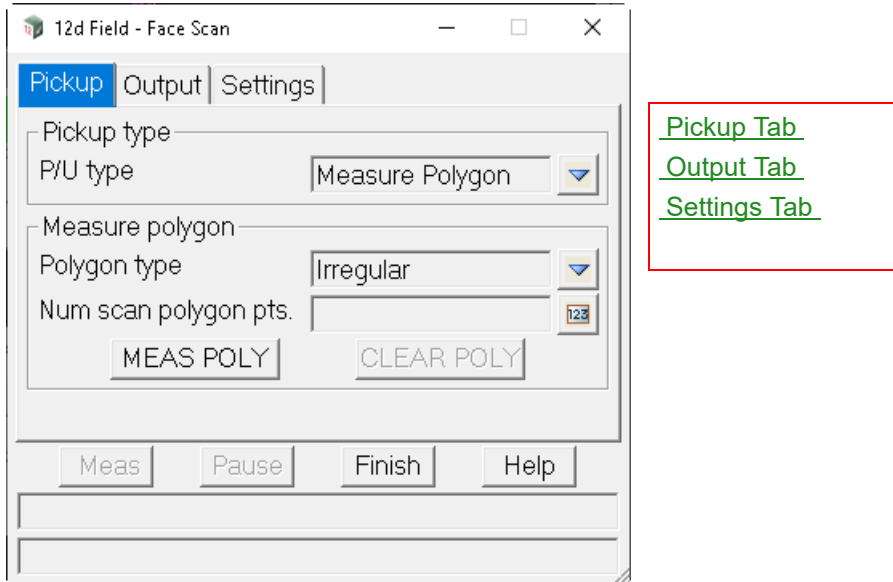 12d Field - Face Scan
Pickup Output Settings
Pickup type
P/U type Measure Polygon
Measure polygon
Polygon type Irregular
Num scan polygon pts. 123
MEAS POLY CLEAR POLY
Meas Pause Finish Help
Pickup Tab
Output Tab
Settings Tab